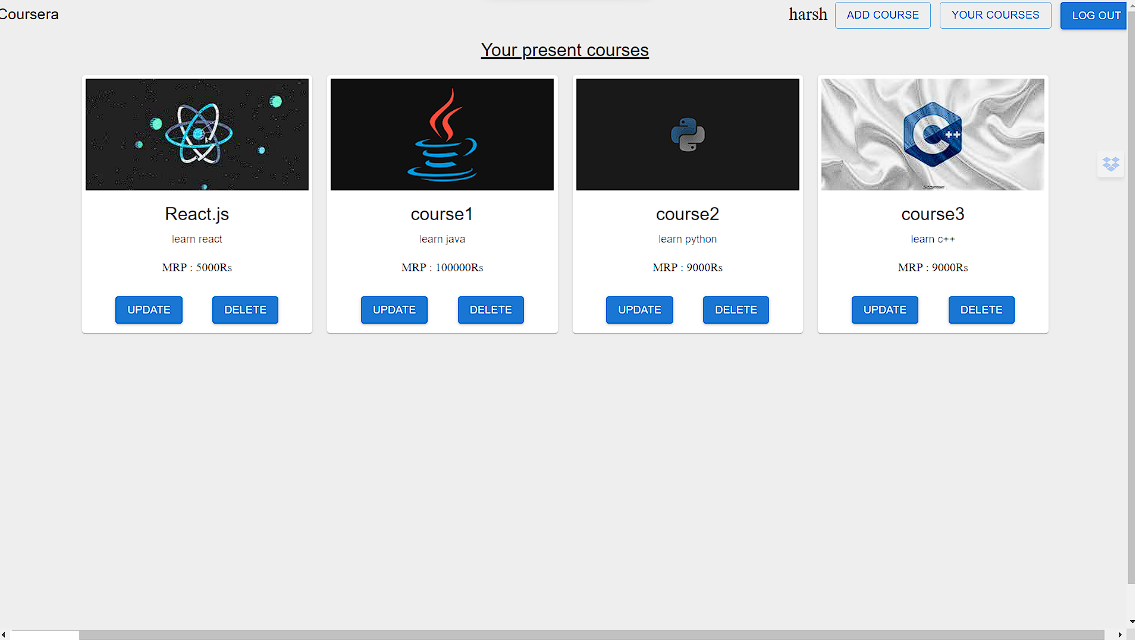 Coursera
harsh
ADD COURSE
YOUR COURSES
LOG OUT
Your present courses
React.js
learn react
MRP : 5000Rs
UPDATE
DELETE
course1
learn java
MRP : 100000Rs
UPDATE
DELETE
course2
learn python
MRP : 9000Rs
UPDATE
DELETE
C++
course3
learn c++
MRP : 9000Rs
UPDATE
DELETE